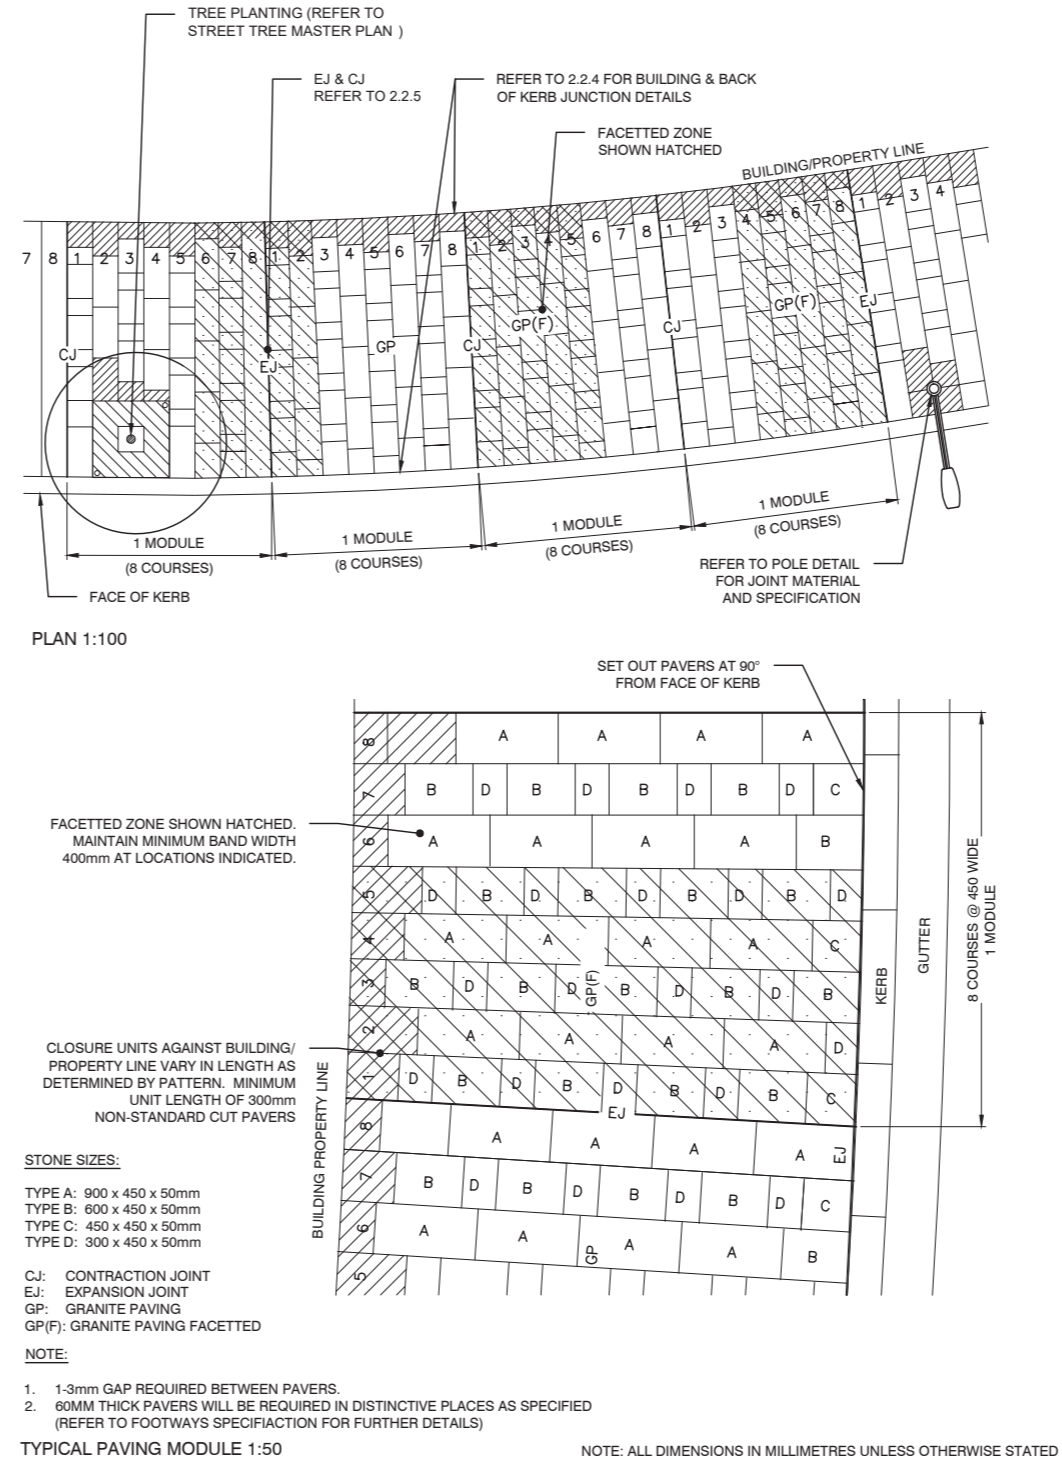 TREE PLANTING (REFER TO
STREET TREE MASTER PLAN )
EJ & CJ
REFER TO 2.2.5
REFER TO 2.2.4 FOR BUILDING & BACK
OF KERB JUNCTION DETAILS
FACETTED ZONE
SHOWN HATCHED
BUILDING/PROPERTY LINE
7 8 1 2 3 4 5 6 7 8 1 2 3 4 5 6 7 8 1 2 3 4 5 6 7 8 1 2 3 4 5 6 7 8 1 2 3 4
CJ EJ GP CJ GP(F) CJ GP(F) EJ
1 MODULE
(8 COURSES)
1 MODULE
(8 COURSES)
1 MODULE
(8 COURSES)
1 MODULE
(8 COURSES)
FACE OF KERB
REFER TO POLE DETAIL
FOR JOINT MATERIAL
AND SPECIFICATION
PLAN 1:100
SET OUT PAVERS AT 90°
FROM FACE OF KERB
8 A A A A
7 B D B D B D B D C
6 A A A A B
5 D B D B D B D B D
4 A A A A C
3 B D B D B D B D B
GP(F)
2 A A A A D
1 D B D B D B D B C
EJ
8 A A A A EJ
7 B D B D B D B D C
6 A A A A B
GP
5
FACETTED ZONE SHOWN HATCHED.
MAINTAIN MINIMUM BAND WIDTH
400mm AT LOCATIONS INDICATED.
CLOSURE UNITS AGAINST BUILDING/
PROPERTY LINE VARY IN LENGTH AS
DETERMINED BY PATTERN. MINIMUM
UNIT LENGTH OF 300mm
NON-STANDARD CUT PAVERS
BUILDING PROPERTY LINE
KERB
GUTTER
8 COURSES @ 450 WIDE
1 MODULE
STONE SIZES:
TYPE A: 900 x 450 x 50mm
TYPE B: 600 x 450 x 50mm
TYPE C: 450 x 450 x 50mm
TYPE D: 300 x 450 x 50mm
CJ: CONTRACTION JOINT
EJ: EXPANSION JOINT
GP: GRANITE PAVING
GP(F): GRANITE PAVING FACETTED
NOTE:
1. 1-3mm GAP REQUIRED BETWEEN PAVERS.
2. 60MM THICK PAVERS WILL BE REQUIRED IN DISTINCTIVE PLACES AS SPECIFIED
(REFER TO FOOTWAYS SPECIFIACTION FOR FURTHER DETAILS)
TYPICAL PAVING MODULE 1:50
NOTE: ALL DIMENSIONS IN MILLIMETRES UNLESS OTHERWISE STATED